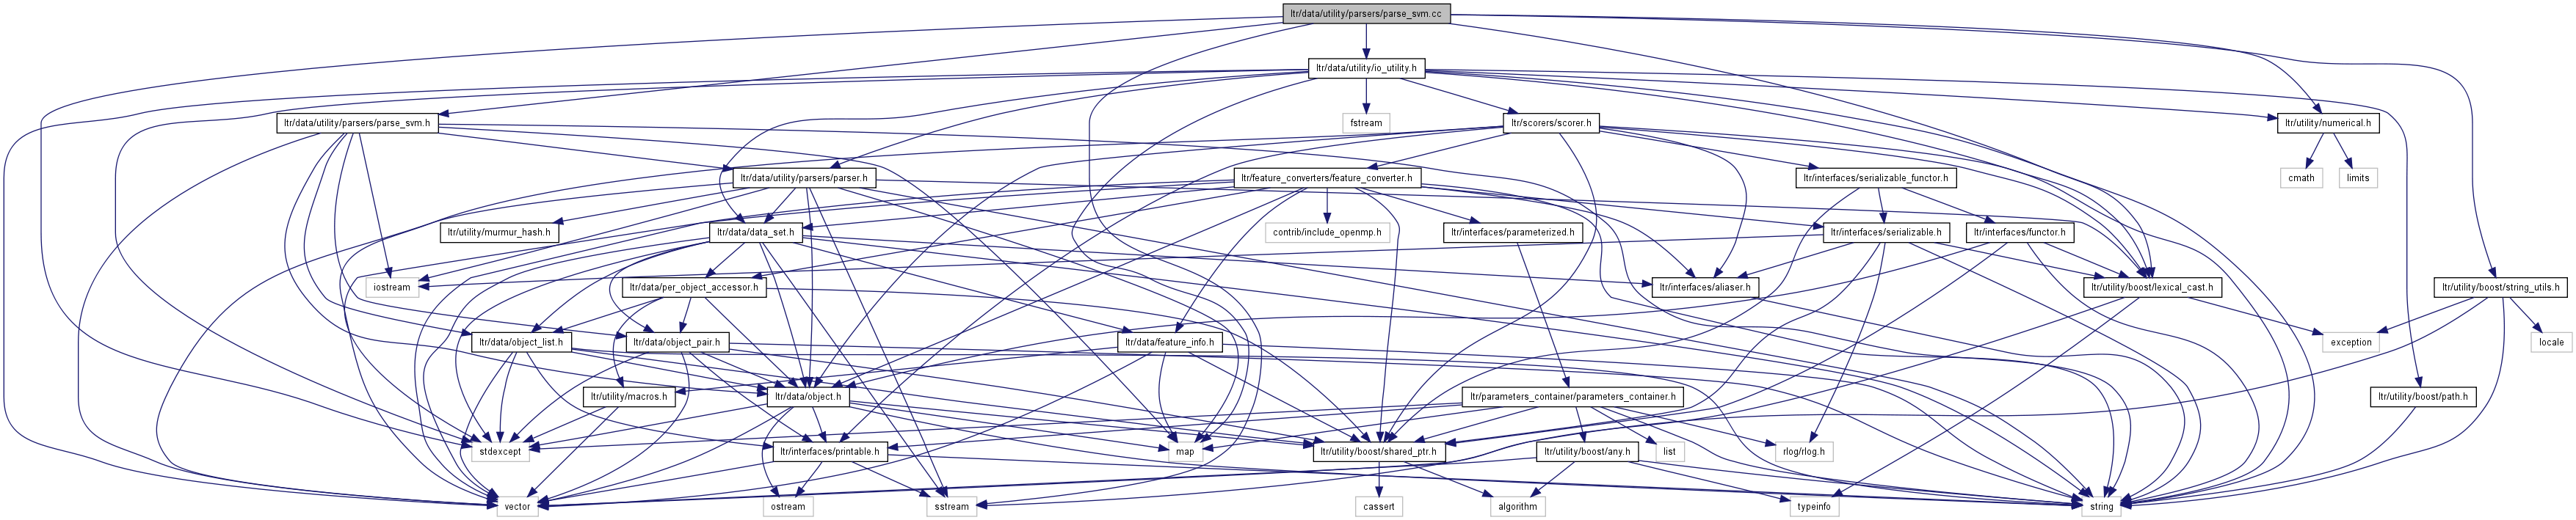 ltr/data/utility/parsers/parse_svm.cc
ltr/data/utility/io_utility.h
ltr/data/utility/parsers/parse_svm.h
fstream
ltr/scorers/scorer.h
ltr/utility/numerical.h
ltr/data/utility/parsers/parser.h
ltr/feature_converters/feature_converter.h
ltr/interfaces/serializable_functor.h
cmath
limits
ltr/utility/murmur_hash.h
ltr/data/data_set.h
contrib/include_openmp.h
ltr/interfaces/parameterized.h
ltr/interfaces/serializable.h
ltr/interfaces/functor.h
iostream
ltr/data/per_object_accessor.h
ltr/interfaces/aliaser.h
ltr/utility/boost/lexical_cast.h
ltr/utility/boost/string_utils.h
ltr/data/object_list.h
ltr/data/object_pair.h
ltr/data/feature_info.h
exception
locale
ltr/utility/macros.h
ltr/data/object.h
ltr/parameters_container/parameters_container.h
ltr/utility/boost/path.h
stdexcept
ltr/interfaces/printable.h
map
ltr/utility/boost/shared_ptr.h
ltr/utility/boost/any.h
list
rlog/rlog.h
vector
ostream
sstream
cassert
algorithm
typeinfo
string